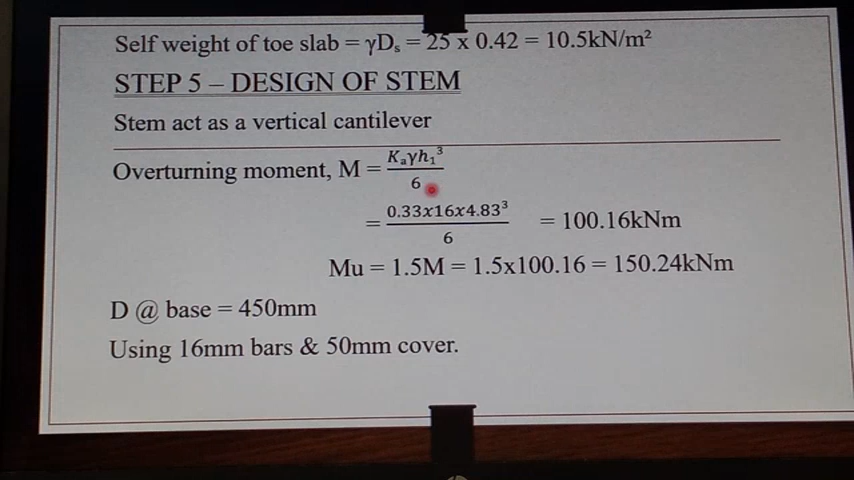 Self weight of toe slab = γDₛ = 25 x 0.42 = 10.5kN/m²
STEP 5 – DESIGN OF STEM
Stem act as a vertical cantilever
Overturning moment, M = Kₐγh₁³/6
= 0.33x16x4.83³/6 = 100.16kNm
Mu = 1.5M = 1.5x100.16 = 150.24kNm
D @ base = 450mm
Using 16mm bars & 50mm cover.